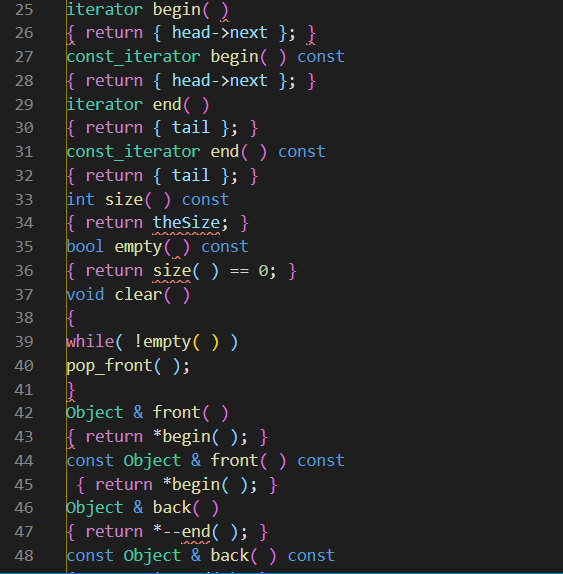 25 iterator begin( )
26 { return { head->next }; }
27 const_iterator begin( ) const
28 { return { head->next }; }
29 iterator end( )
30 { return { tail }; }
31 const_iterator end( ) const
32 { return { tail }; }
33 int size( ) const
34 { return theSize; }
35 bool empty( ) const
36 { return size( ) == 0; }
37 void clear( )
38 {
39 while( !empty( ) )
40 pop_front( );
41 }
42 Object & front( )
43 { return *begin( ); }
44 const Object & front( ) const
45 { return *begin( ); }
46 Object & back( )
47 { return *--end( ); }
48 const Object & back( ) const